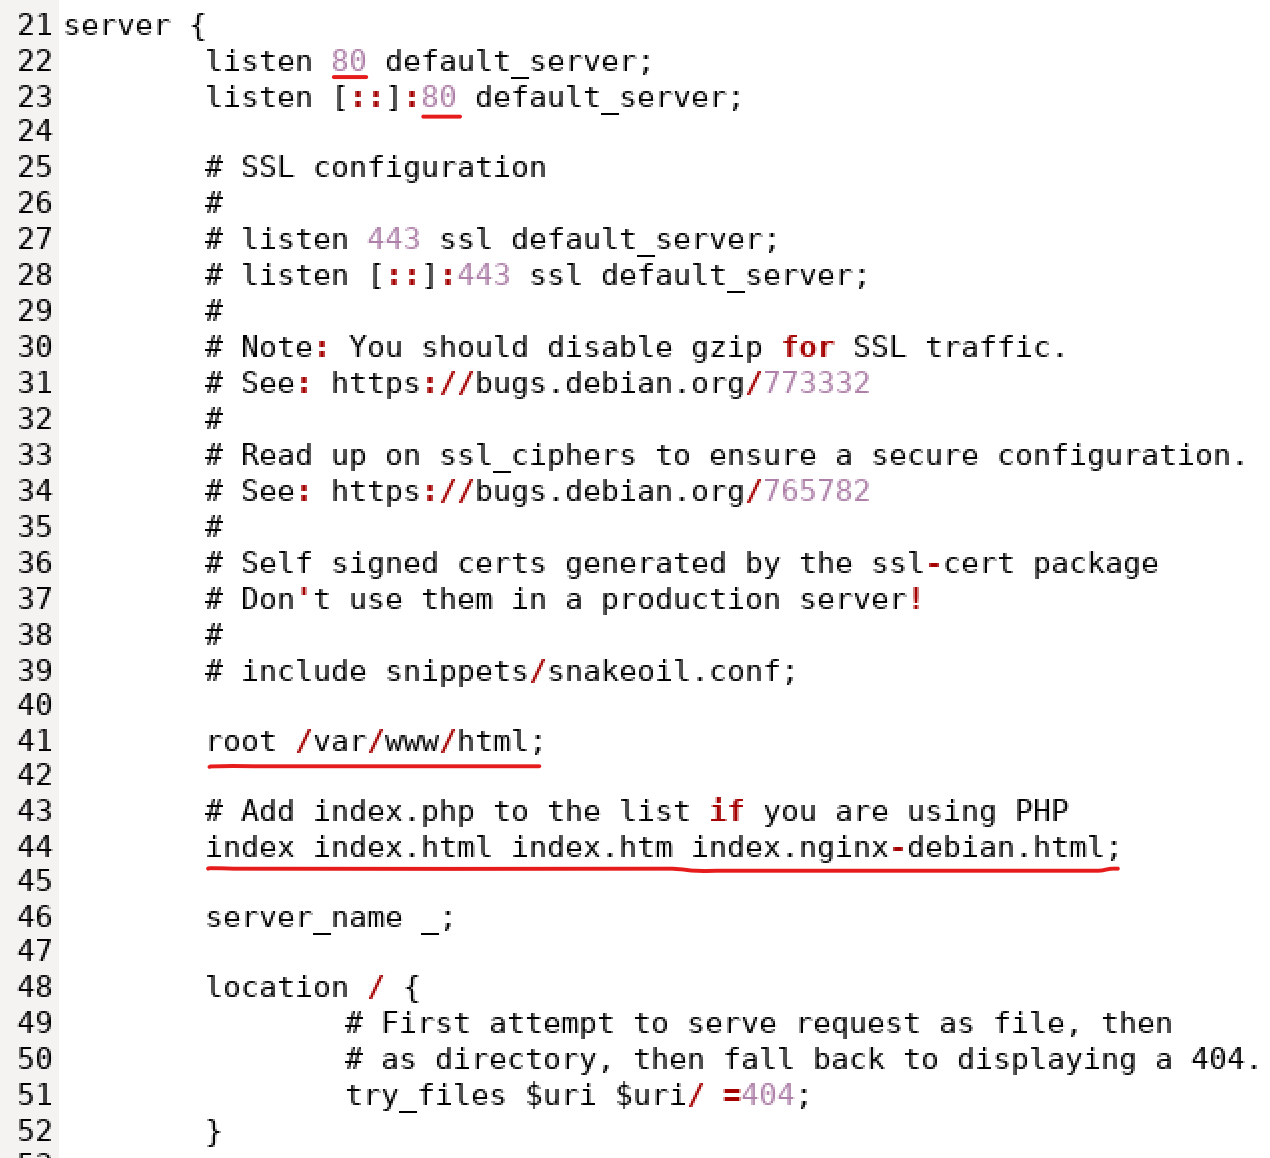 21 server {
22 listen 80 default_server;
23 listen [::]:80 default_server;
24
25 # SSL configuration
26 #
27 # listen 443 ssl default_server;
28 # listen [::]:443 ssl default_server;
29 #
30 # Note: You should disable gzip for SSL traffic.
31 # See: https://bugs.debian.org/773332
32 #
33 # Read up on ssl_ciphers to ensure a secure configuration.
34 # See: https://bugs.debian.org/765782
35 #
36 # Self signed certs generated by the ssl-cert package
37 # Don't use them in a production server!
38 #
39 # include snippets/snakeoil.conf;
40
41 root /var/www/html;
42
43 # Add index.php to the list if you are using PHP
44 index index.html index.htm index.nginx-debian.html;
45
46 server_name _;
47
48 location / {
49 # First attempt to serve request as file, then
50 # as directory, then fall back to displaying a 404.
51 try_files $uri $uri/ =404;
52 }